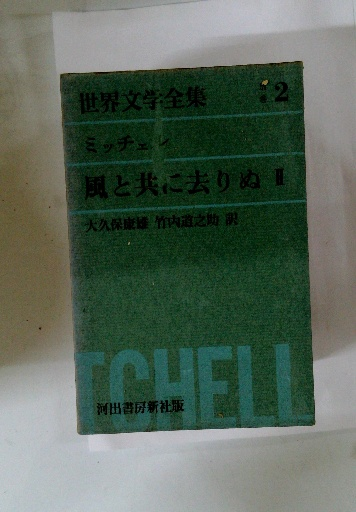 世界文学全集 別巻 2
ミッチェル
風と共に去りぬ II
大久保康雄 竹内道之助 訳
TCHELL
河出書房新社版